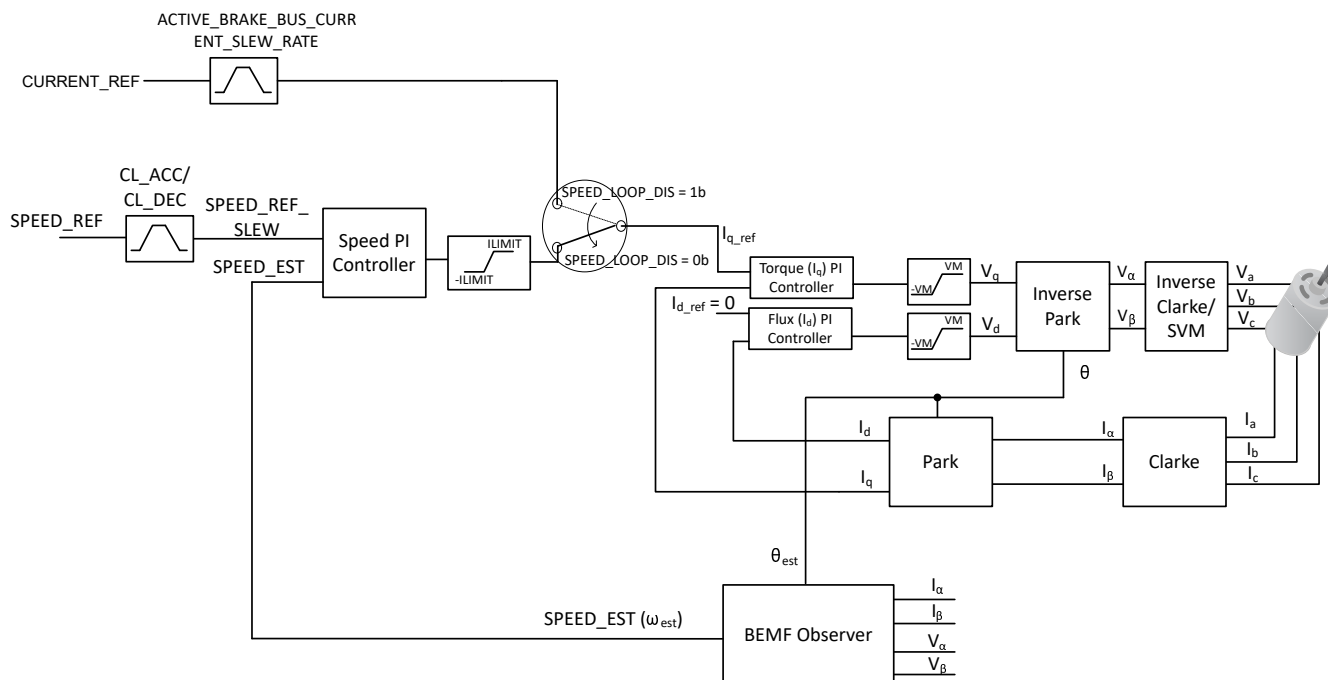 ACTIVE_BRAKE_BUS_CURR
ENT_SLEW_RATE
CURRENT_REF
CL_ACC/
CL_DEC
SPEED_REF
SPEED_REF_
SLEW
SPEED_EST
Speed PI
Controller
ILIMIT
-ILIMIT
SPEED_LOOP_DIS = 1b
SPEED_LOOP_DIS = 0b
Iq_ref
Torque (Iq) PI
Controller
VM
-VM
Vq
Id_ref = 0
Flux (Id) PI
Controller
VM
-VM
Vd
Inverse
Park
Vα
Vβ
Inverse
Clarke/
SVM
Va
Vb
Vc
θ
Id
Iq
Park
Iα
Iβ
Clarke
Ia
Ib
Ic
θest
SPEED_EST (ωest)
BEMF Observer
Iα
Iβ
Vα
Vβ